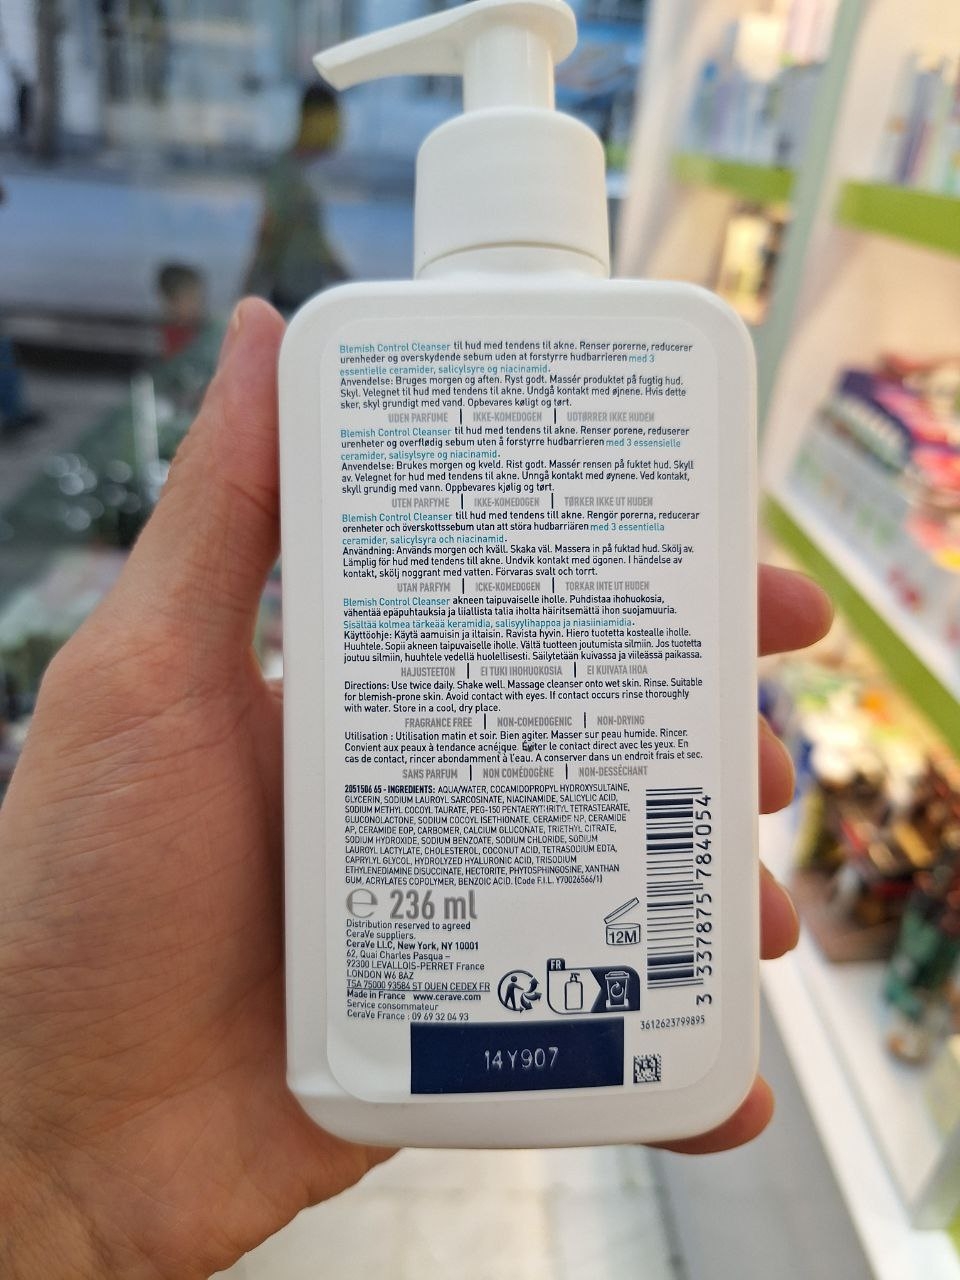 Blemish Control Cleanser til hud med tendens til akne. Renser porerne, reducerer
urenheder og overskydende sebum uden at forstyrre hudbarrieren med 3
essentielle ceramider, salicylsyre og niacinamid.
Anvendelse: Bruges morgen og aften. Ryst godt. Massér produktet på fugtig hud.
Skyl. Velegnet til hud med tendens til akne. Undgå kontakt med øjnene. Hvis dette
sker, skyl grundigt med vand. Opbevares køligt og tørt.
UDEN PARFUME | IKKE-KOMEDOGEN | UDTØRRER IKKE HUDEN
Blemish Control Cleanser til hud med tendens til akne. Renser porene, reduserer
urenheter og overflødig sebum uten å forstyrre hudbarrieren med 3 essensielle
ceramider, salisylsyre og niacinamid.
Anvendelse: Brukes morgen og kveld. Rist godt. Massér rensen på fuktet hud. Skyll
av. Velegnet for hud med tendens til akne. Unngå kontakt med øynene. Ved kontakt,
skyll grundig med vann. Oppbevares kjølig og tørt.
UTEN PARFYME | IKKE-KOMEDOGEN | TØRKER IKKE UT HUDEN
Blemish Control Cleanser till hud med tendens till akne. Rengör porerna, reducerar
orenheter och överskottssebum utan att störa hudbarriären med 3 essentiella
ceramider, salicylsyra och niacinamid.
Användning: Används morgen och kväll. Skaka väl. Massera in på fuktad hud. Skölj av.
Lämplig för hud med tendens till akne. Undvik kontakt med ögonen. I händelse av
kontakt, skölj noggrant med vatten. Förvaras svalt och torrt.
UTAN PARFYM | ICKE-KOMEDOGEN | TORKAR INTE UT HUDEN
Blemish Control Cleanser akneen taipuvaiselle iholle. Puhdistaa ihohuokosia,
vähentää epäpuhtauksia ja liiallista talia iholta häiritsemättä ihon suojamuuria.
Sisältää kolmea tärkeää keramidia, salisyylihappoa ja niasiiniamidia.
Käyttöohje: Käytä aamuisin ja iltaisin. Ravista hyvin. Hiero tuotetta kostealle iholle.
Huuhtele. Sopii akneen taipuvaiselle iholle. Vältä tuotteen joutumista silmiin. Jos tuotetta
joutuu silmiin, huuhtele vedellä huolellisesti. Säilytetään kuivassa ja viileässä paikassa.
HAJUSTEETON | EI TUKI IHOHUOKOSIA | EI KUIVATA IHOA
Directions: Use twice daily. Shake well. Massage cleanser onto wet skin. Rinse. Suitable
for blemish-prone skin. Avoid contact with eyes. If contact occurs rinse thoroughly
with water. Store in a cool, dry place.
FRAGRANCE FREE | NON-COMEDOGENIC | NON-DRYING
Utilisation : Utilisation matin et soir. Bien agiter. Masser sur peau humide. Rincer.
Convient aux peaux à tendance acnéique. Éviter le contact direct avec les yeux. En
cas de contact, rincer abondamment à l'eau. A conserver dans un endroit frais et sec.
SANS PARFUM | NON COMÉDOGÈNE | NON-DESSÉCHANT
2051506 65 - INGREDIENTS: AQUA/WATER, COCAMIDOPROPYL HYDROXYSULTAINE,
GLYCERIN, SODIUM LAUROYL SARCOSINATE, NIACINAMIDE, SALICYLIC ACID,
SODIUM METHYL COCOYL TAURATE, PEG-150 PENTAERYTHRITYL TETRASTEARATE,
GLUCONOLACTONE, SODIUM COCOYL ISETHIONATE, CERAMIDE NP, CERAMIDE
AP, CERAMIDE EOP, CARBOMER, CALCIUM GLUCONATE, TRIETHYL CITRATE,
SODIUM HYDROXIDE, SODIUM BENZOATE, SODIUM CHLORIDE, SODIUM
LAUROYL LACTYLATE, CHOLESTEROL, COCONUT ACID, TETRASODIUM EDTA,
CAPRYLYL GLYCOL, HYDROLYZED HYALURONIC ACID, TRISODIUM
ETHYLENEDIAMINE DISUCCINATE, HECTORITE, PHYTOSPHINGOSINE, XANTHAN
GUM, ACRYLATES COPOLYMER, BENZOIC ACID. (Code F.I.L. Y70026566/1)
℮ 236 ml
Distribution reserved to agreed
CeraVe suppliers.
CeraVe LLC, New York, NY 10001
62, Quai Charles Pasqua –
92300 LEVALLOIS-PERRET France
LONDON W6 8AZ
TSA 75000 93584 ST OUEN CEDEX FR
Made in France www.cerave.com
Service consommateur
CeraVe France : 09 69 32 04 93
12M
FR
3 337875 784054
3612623799895
14Y907